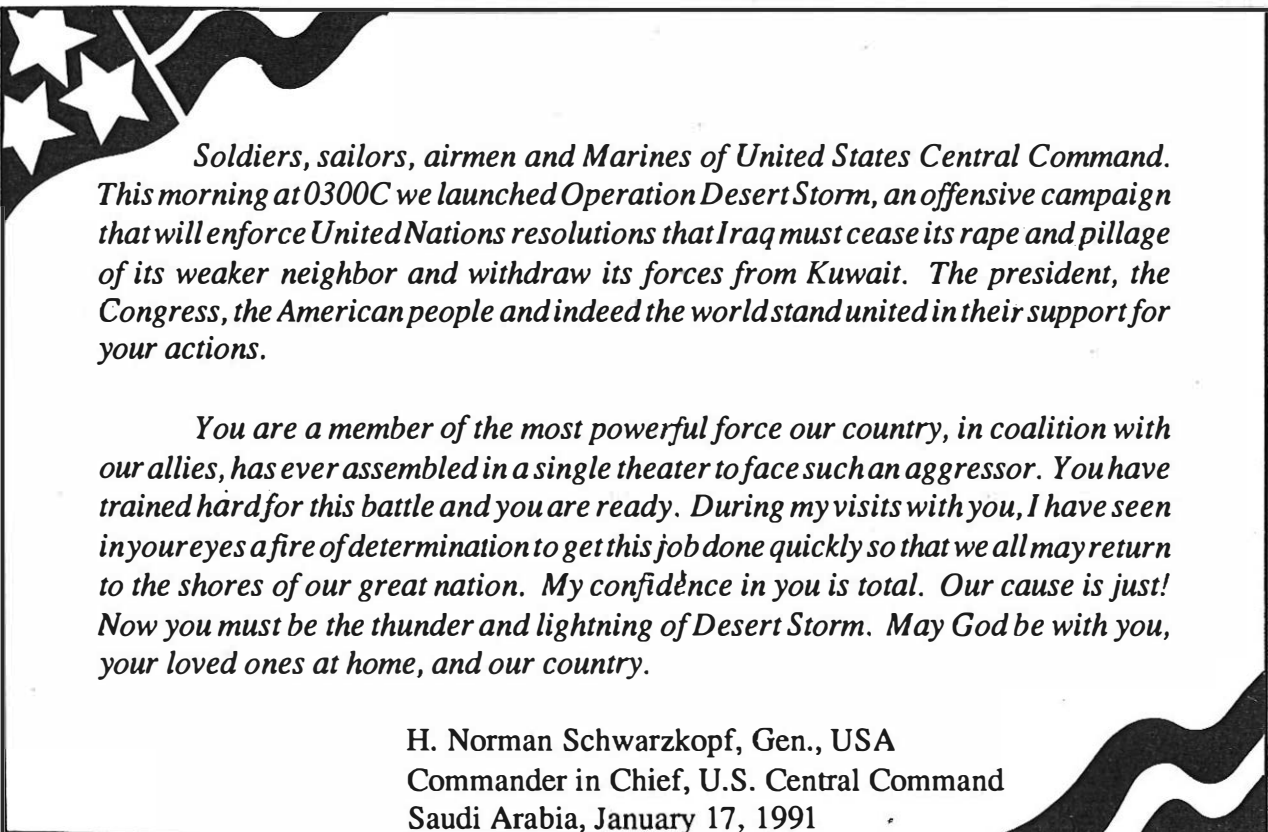 Soldiers, sailors, airmen and Marines of United States Central Command.
This morning at 0300C we launched Operation Desert Storm, an offensive campaign
that will enforce United Nations resolutions that Iraq must cease its rape and pillage
of its weaker neighbor and withdraw its forces from Kuwait. The president, the
Congress, the American people and indeed the world stand united in their support for
your actions.
You are a member of the most powerful force our country, in coalition with
our allies, has ever assembled in a single theater to face such an aggressor. You have
trained hard for this battle and you are ready. During my visits with you, I have seen
in your eyes a fire of determination to get this job done quickly so that we all may return
to the shores of our great nation. My confidence in you is total. Our cause is just!
Now you must be the thunder and lightning of Desert Storm. May God be with you,
your loved ones at home, and our country.
H. Norman Schwarzkopf, Gen., USA
Commander in Chief, U.S. Central Command
Saudi Arabia, January 17, 1991